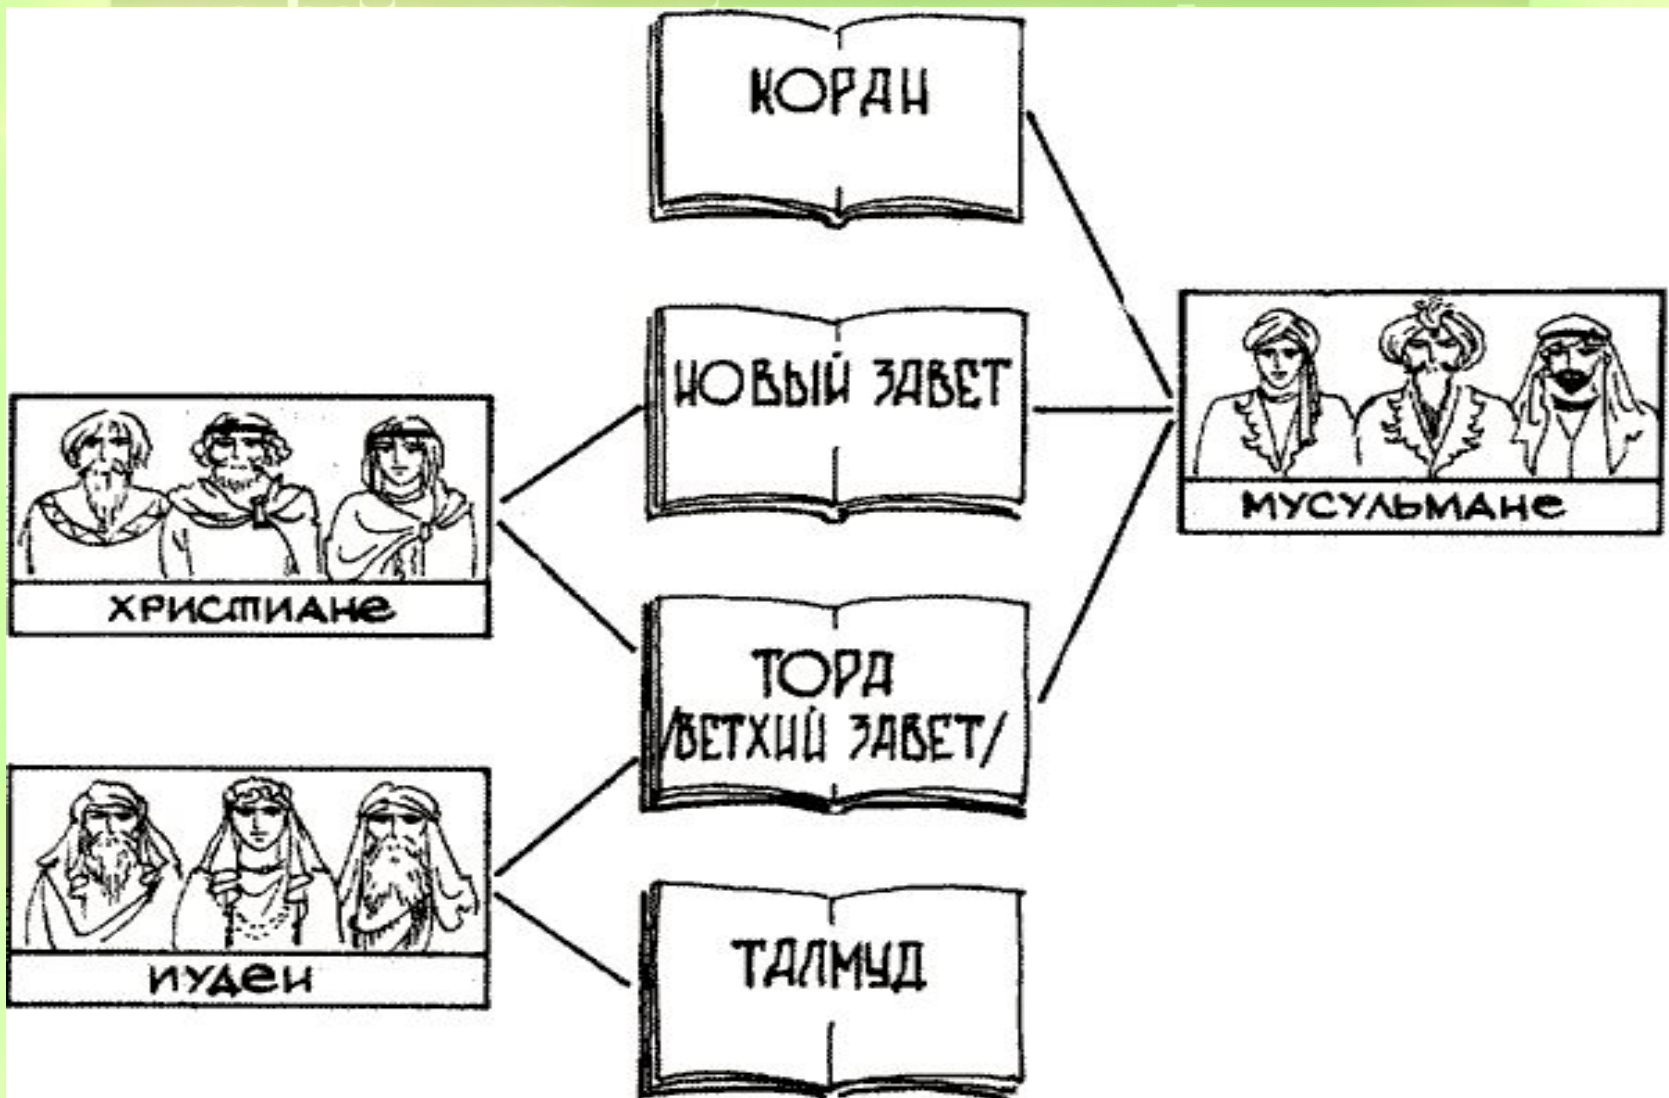 КОРАН
НОВЫЙ ЗАВЕТ
МУСУЛЬМАНе
ХРИСТИАНе
ТОРА
/ВЕТХИЙ ЗАВЕТ/
ИУДеи
ТАЛМУД